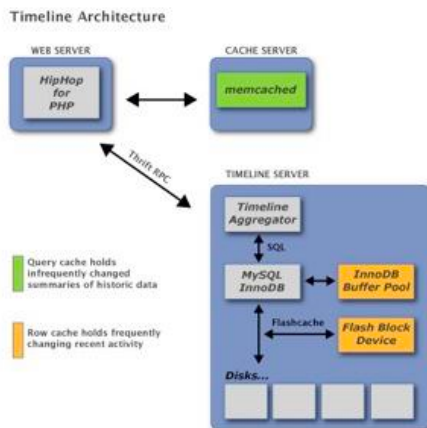 Timeline Architecture
WEB SERVER
CACHE SERVER
HipHop
for
PHP
memcached
Thrift RPC
TIMELINE SERVER
Timeline
Aggregator
SQL
MySQL
InnoDB
InnoDB
Buffer Pool
Flashcache
Flash Block
Device
Disks...
Query cache holds
infrequently changed
summaries of historic data
Row cache holds frequently
changing recent activity